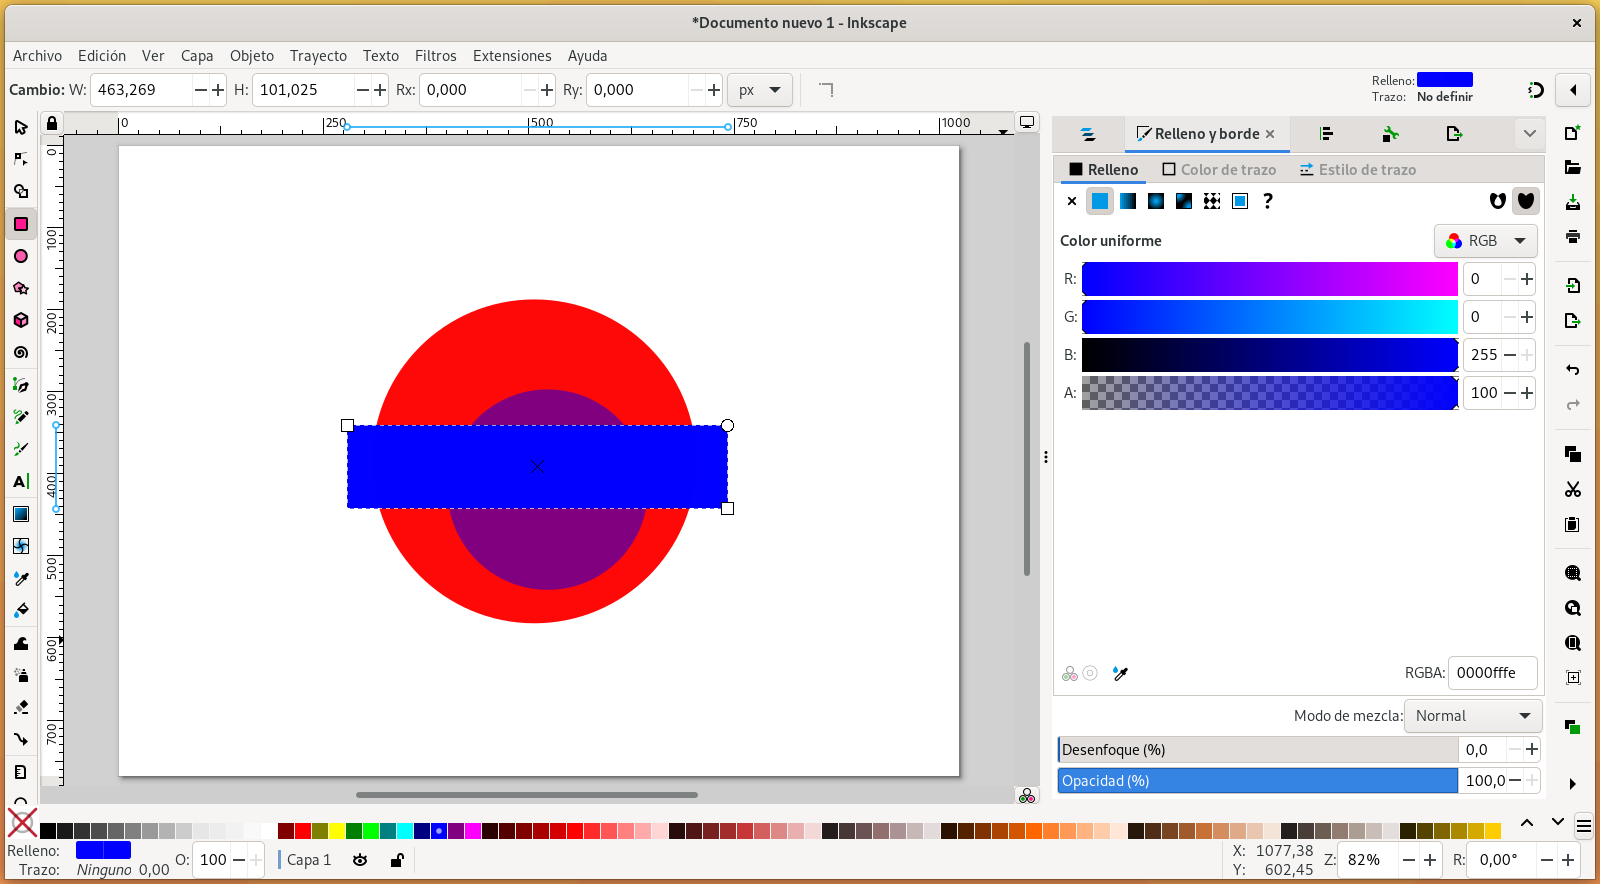 *Documento nuevo 1 - Inkscape
Archivo Edición Ver Capa Objeto Trayecto Texto Filtros Extensiones Ayuda
Cambio: W: 463,269 H: 101,025 Rx: 0,000 Ry: 0,000 px
Relleno:
Trazo: No definir
0 250 500 750 1000
0
100
200
300
400
500
600
700
Relleno y borde
Relleno Color de trazo Estilo de trazo
?
Color uniforme RGB
R: 0
G: 0
B: 255
A: 100
RGBA: 0000fffe
Modo de mezcla: Normal
Desenfoque (%) 0,0
Opacidad (%) 100,0
Relleno:
Trazo: Ninguno 0,00
O: 100
Capa 1
X: 1077,38
Y: 602,45
Z: 82%
R: 0,00°